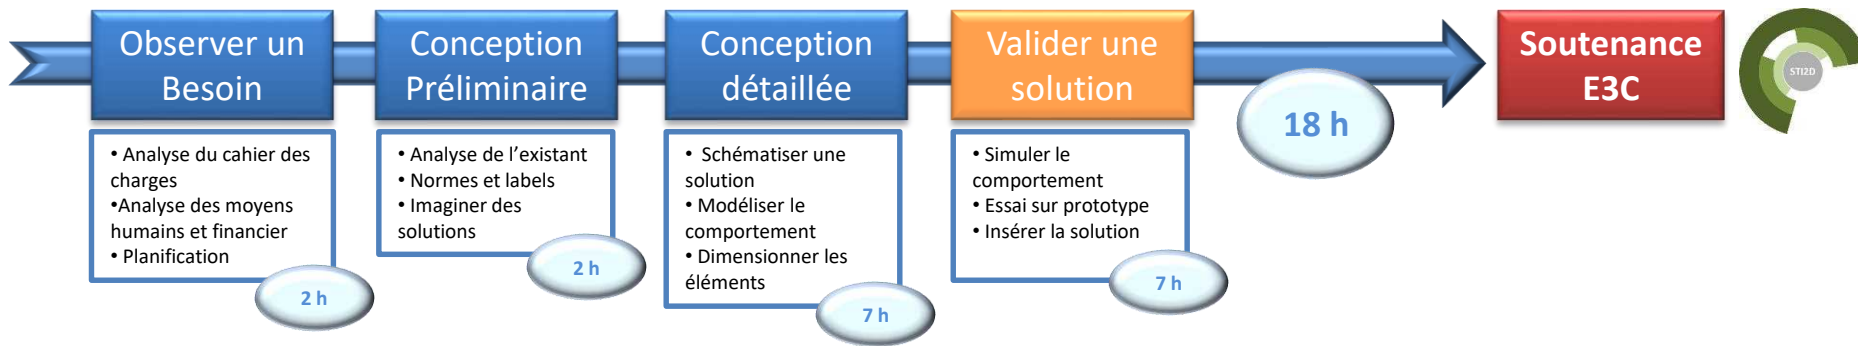 Observer un
Besoin
• Analyse du cahier des
charges
•Analyse des moyens
humains et financier
• Planification
2 h
Conception
Préliminaire
• Analyse de l’existant
• Normes et labels
• Imaginer des
solutions
2 h
Conception
détaillée
• Schématiser une
solution
• Modéliser le
comportement
• Dimensionner les
éléments
7 h
Valider une
solution
• Simuler le
comportement
• Essai sur prototype
• Insérer la solution
7 h
18 h
Soutenance
E3C
STI2D